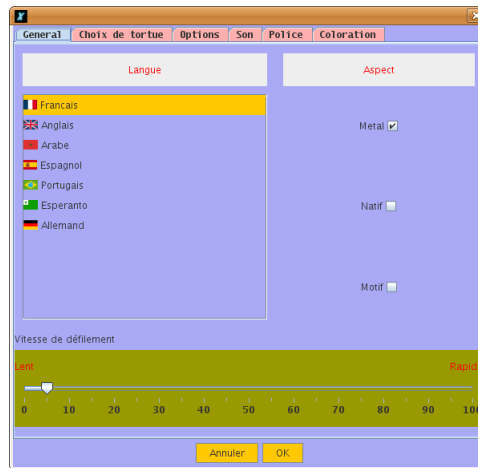 General Choix de tortue Options Son Police Coloration
Langue Aspect
Francais
Anglais
Arabe
Espagnol
Portugais
Esperanto
Allemand
Metal
Natif
Motif
Vitesse de défilement
Lent Rapid
0 10 20 30 40 50 60 70 80 90 100
Annuler OK